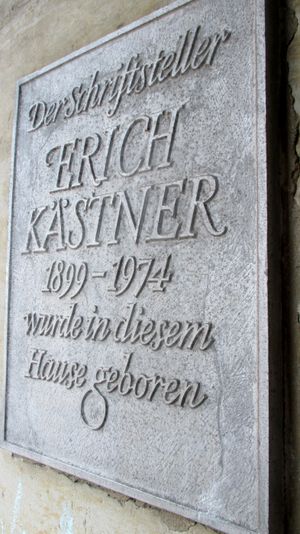 Der Schriftsteller
ERICH
KÄSTNER
1899-1974
wurde in diesem
Hause geboren